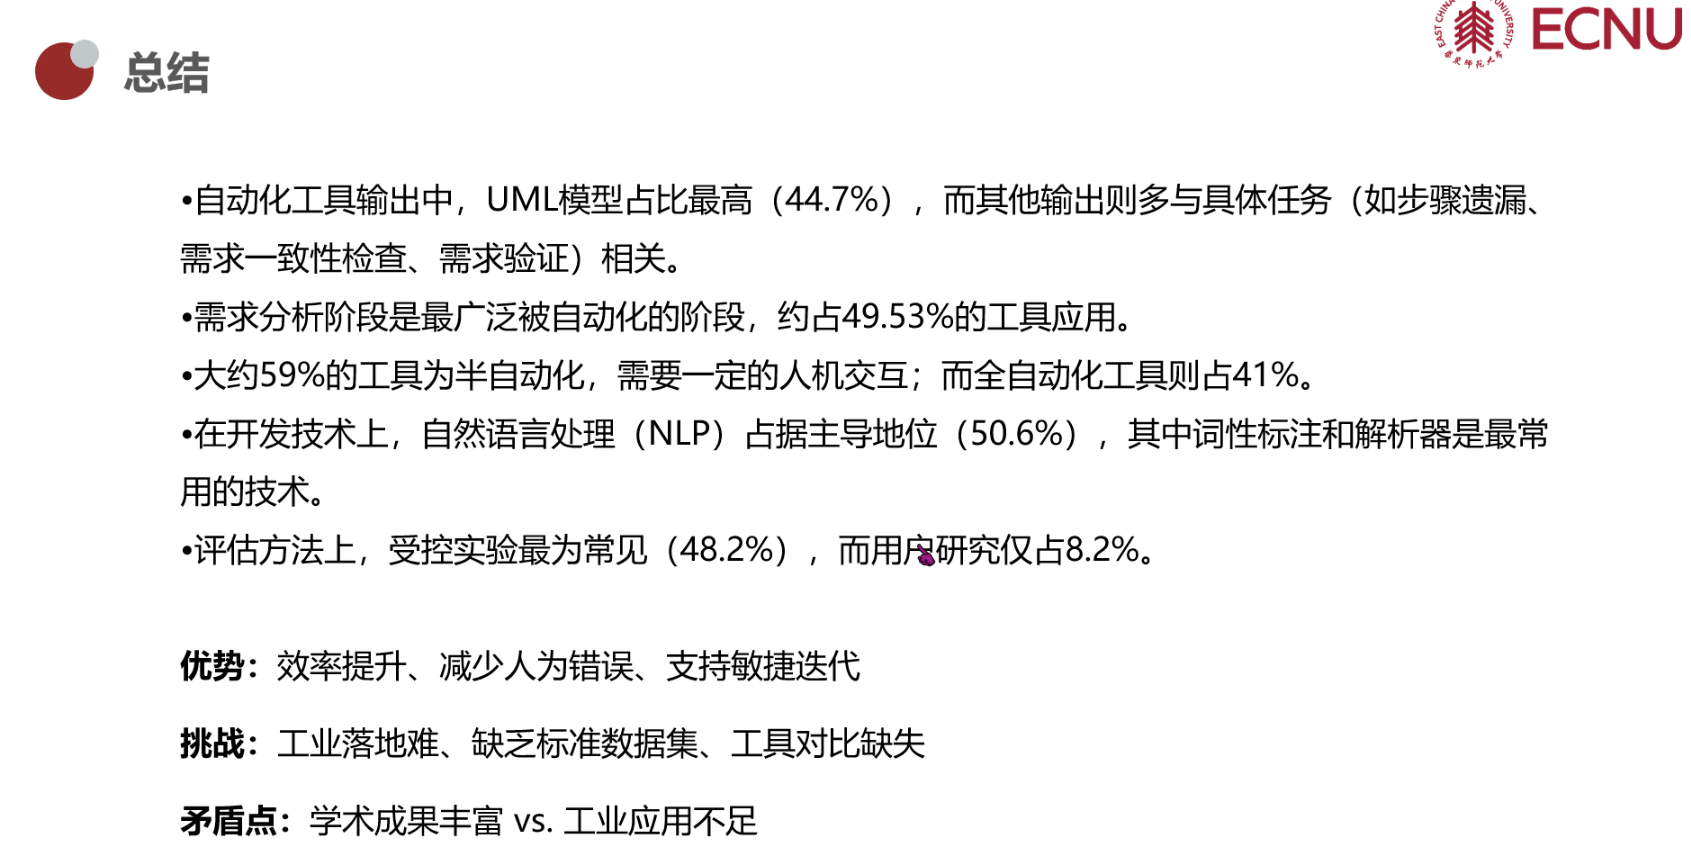 ECNU
华东师范大学
总结
•自动化工具输出中，UML模型占比最高（44.7%），而其他输出则多与具体任务（如步骤遗漏、
需求一致性检查、需求验证）相关。
•需求分析阶段是最广泛被自动化的阶段，约占49.53%的工具应用。
•大约59%的工具为半自动化，需要一定的人机交互；而全自动化工具则占41%。
•在开发技术上，自然语言处理（NLP）占据主导地位（50.6%），其中词性标注和解析器是最常
用的技术。
•评估方法上，受控实验最为常见（48.2%），而用户研究仅占8.2%。
优势：效率提升、减少人为错误、支持敏捷迭代
挑战：工业落地难、缺乏标准数据集、工具对比缺失
矛盾点：学术成果丰富 vs. 工业应用不足